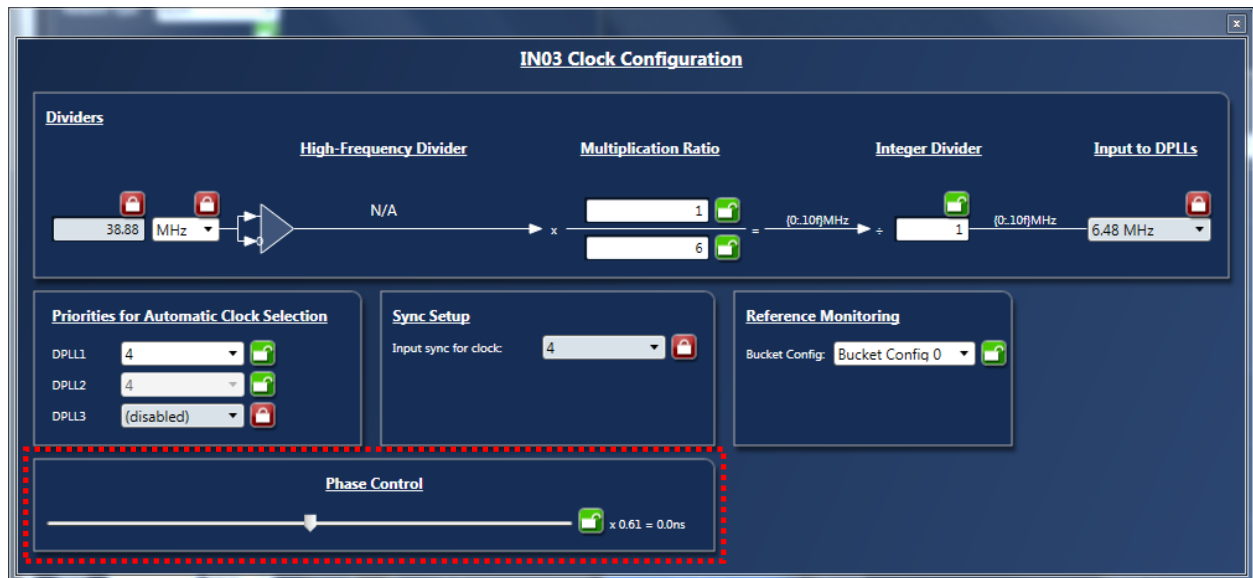 x
IN03 Clock Configuration
Dividers
High-Frequency Divider
Multiplication Ratio
Integer Divider
Input to DPLLs
38.88
MHz
N/A
x
1
6
=
{0:.10f}MHz
÷
1
{0:.10f}MHz
6.48 MHz
Priorities for Automatic Clock Selection
DPLL1
4
DPLL2
4
DPLL3
(disabled)
Sync Setup
Input sync for clock:
4
Reference Monitoring
Bucket Config:
Bucket Config 0
Phase Control
x 0.61 = 0.0ns